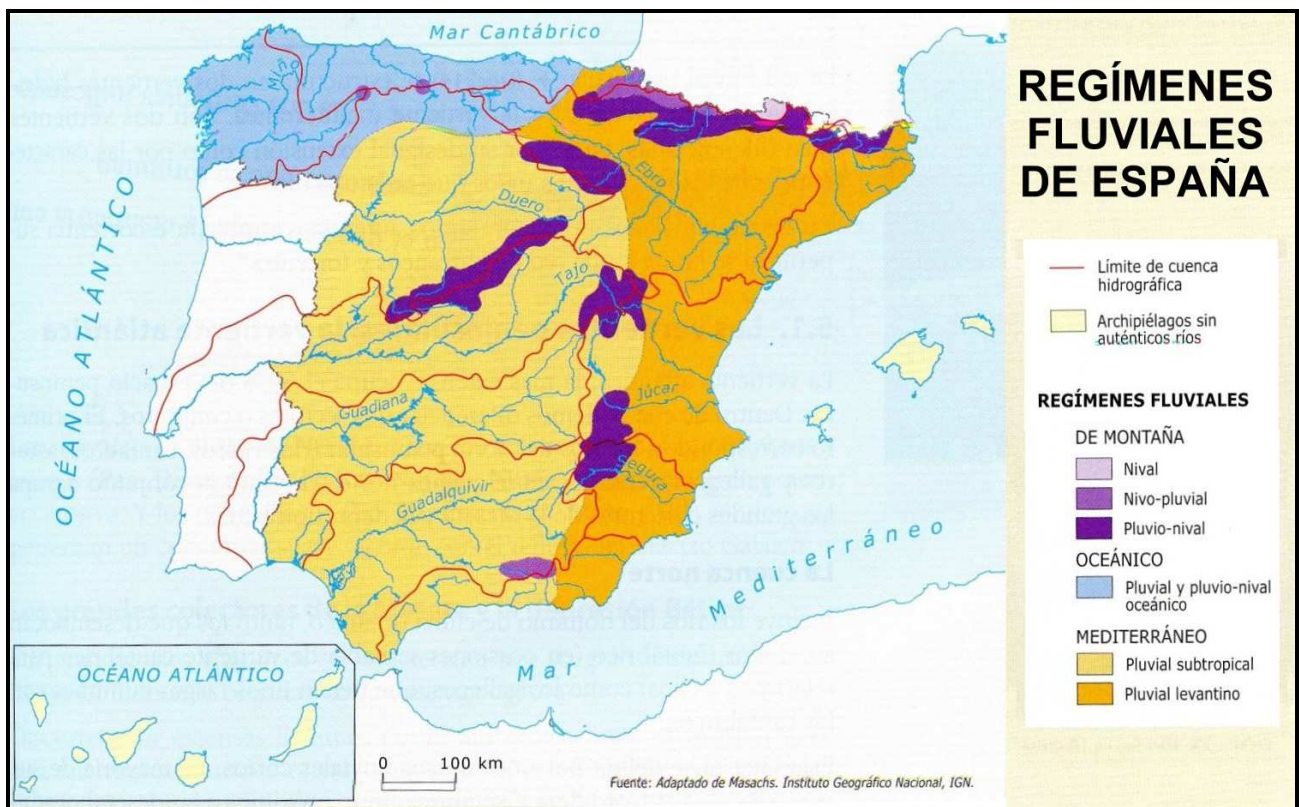 Mar Cantábrico
OCÉANO ATLÁNTICO
Miño
Duero
Ebro
Tajo
Júcar
Guadiana
Segura
Guadalquivir
Mar Mediterráneo
OCÉANO ATLÁNTICO
0 100 km
Fuente: Adaptado de Masachs. Instituto Geográfico Nacional, IGN.
REGÍMENES
FLUVIALES
DE ESPAÑA
Límite de cuenca
hidrográfica
Archipiélagos sin
auténticos ríos
REGÍMENES FLUVIALES
DE MONTAÑA
Nival
Nivo-pluvial
Pluvio-nival
OCEÁNICO
Pluvial y pluvio-nival
oceánico
MEDITERRÁNEO
Pluvial subtropical
Pluvial levantino